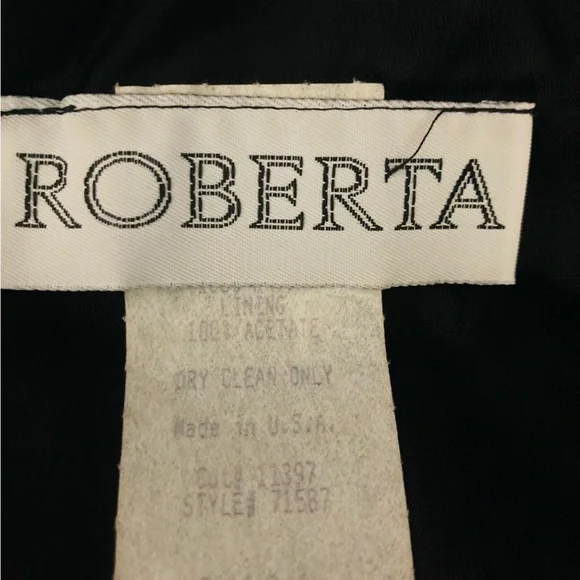 ROBERTA
LINING
100% ACETATE
DRY CLEAN ONLY
Made in U.S.A.
Cut# 11397
STYLE# 71587